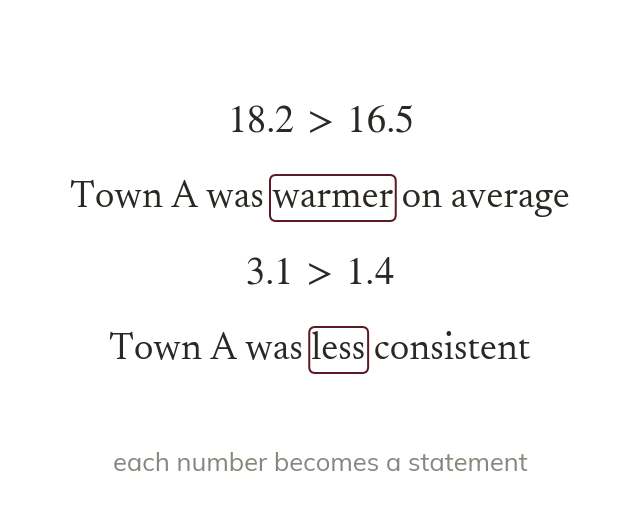 18.2 > 16.5
Town A was warmer on average
3.1 > 1.4
Town A was less consistent
each number becomes a statement